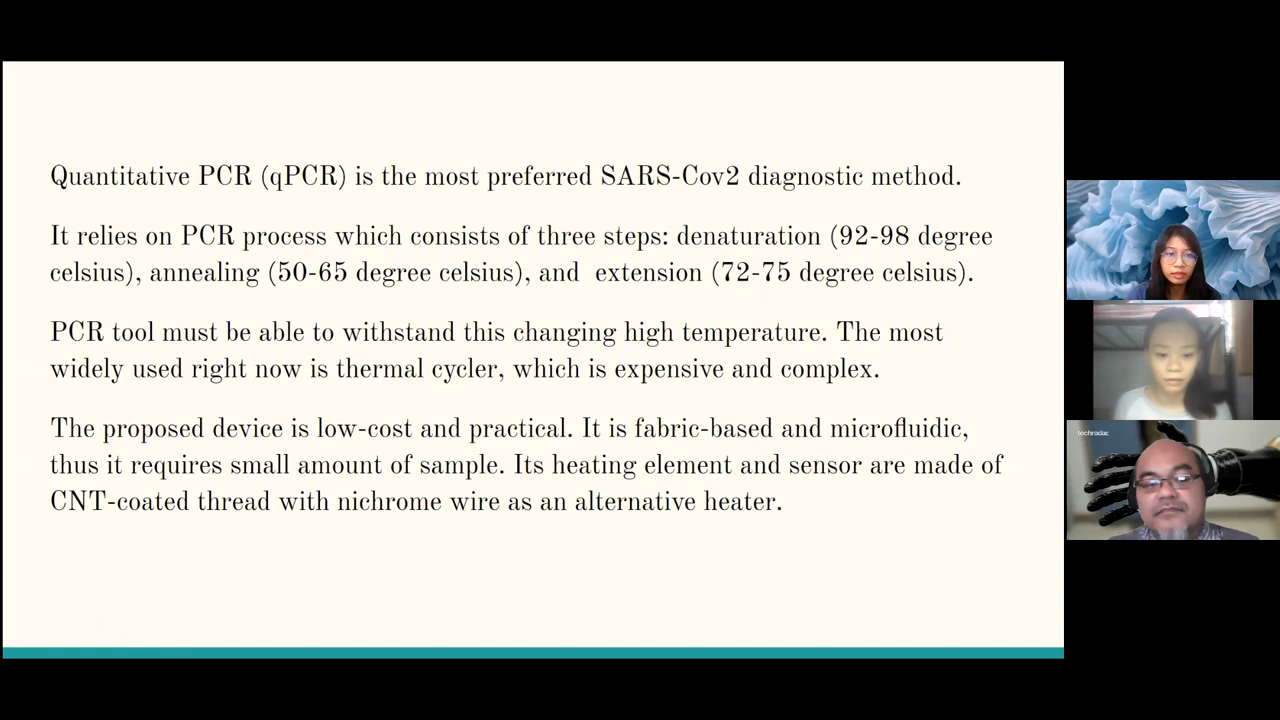 Quantitative PCR (qPCR) is the most preferred SARS-Cov2 diagnostic method.
It relies on PCR process which consists of three steps: denaturation (92-98 degree
celsius), annealing (50-65 degree celsius), and  extension (72-75 degree celsius).
PCR tool must be able to withstand this changing high temperature. The most
widely used right now is thermal cycler, which is expensive and complex.
The proposed device is low-cost and practical. It is fabric-based and microfluidic,
thus it requires small amount of sample. Its heating element and sensor are made of
CNT-coated thread with nichrome wire as an alternative heater.
techradar